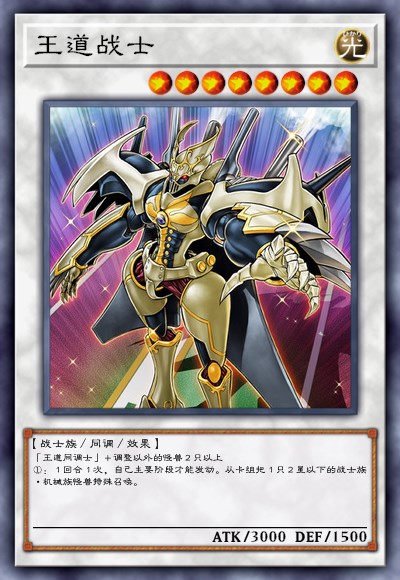 王道战士
光
【战士族/同调/效果】
「王道同调士」+调整以外的怪兽2只以上
①：1回合1次，自己主要阶段才能发动。从卡组把1只2星以下的战士族
·机械族怪兽特殊召唤。
ATK/3000 DEF/1500